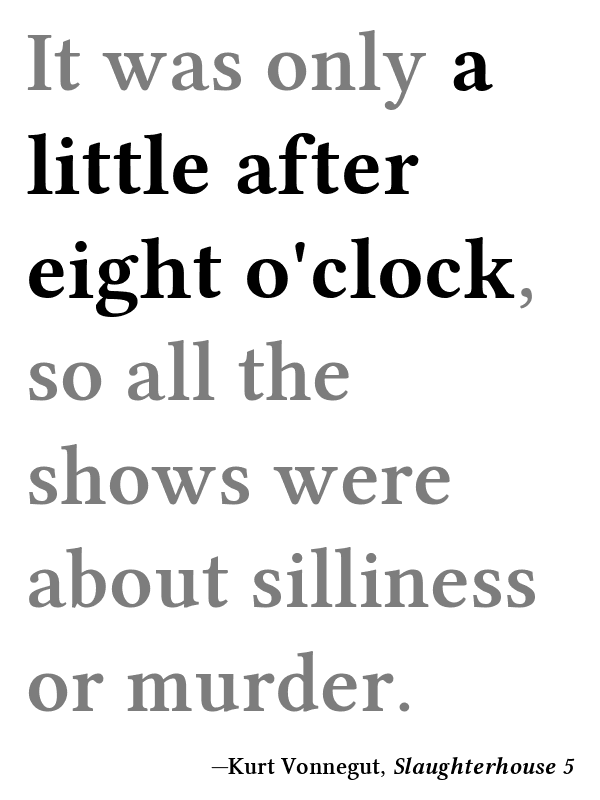 It was only a
little after
eight o'clock,
so all the
shows were
about silliness
or murder.
—Kurt Vonnegut, Slaughterhouse 5